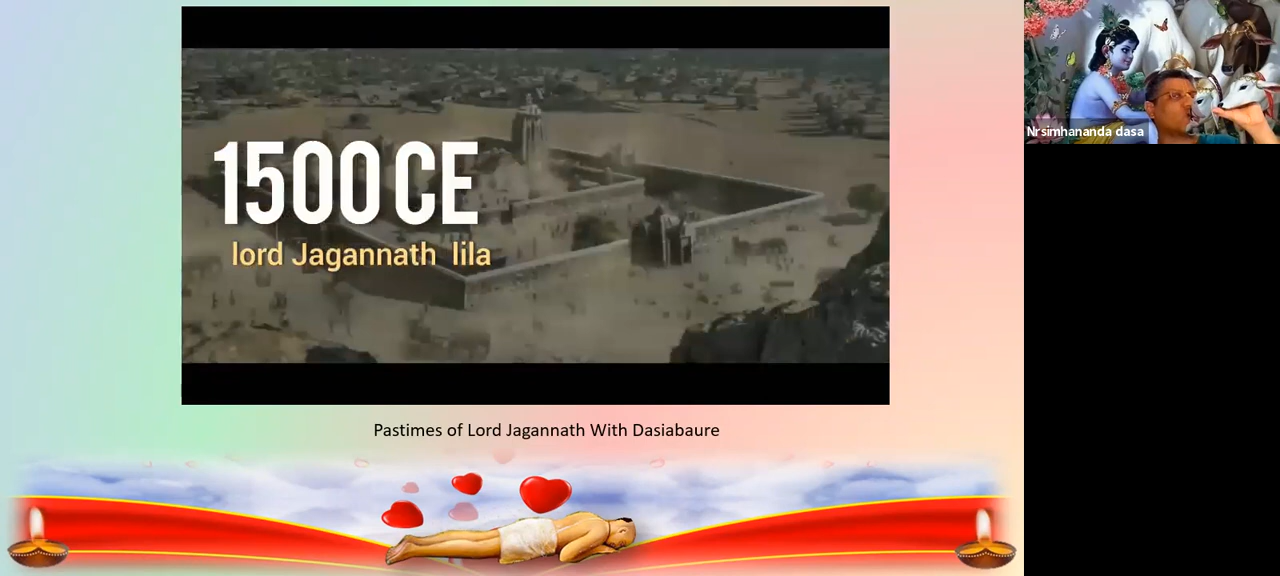 1500 CE
lord Jagannath lila
Nrsimhananda dasa
Pastimes of Lord Jagannath With Dasiabaure